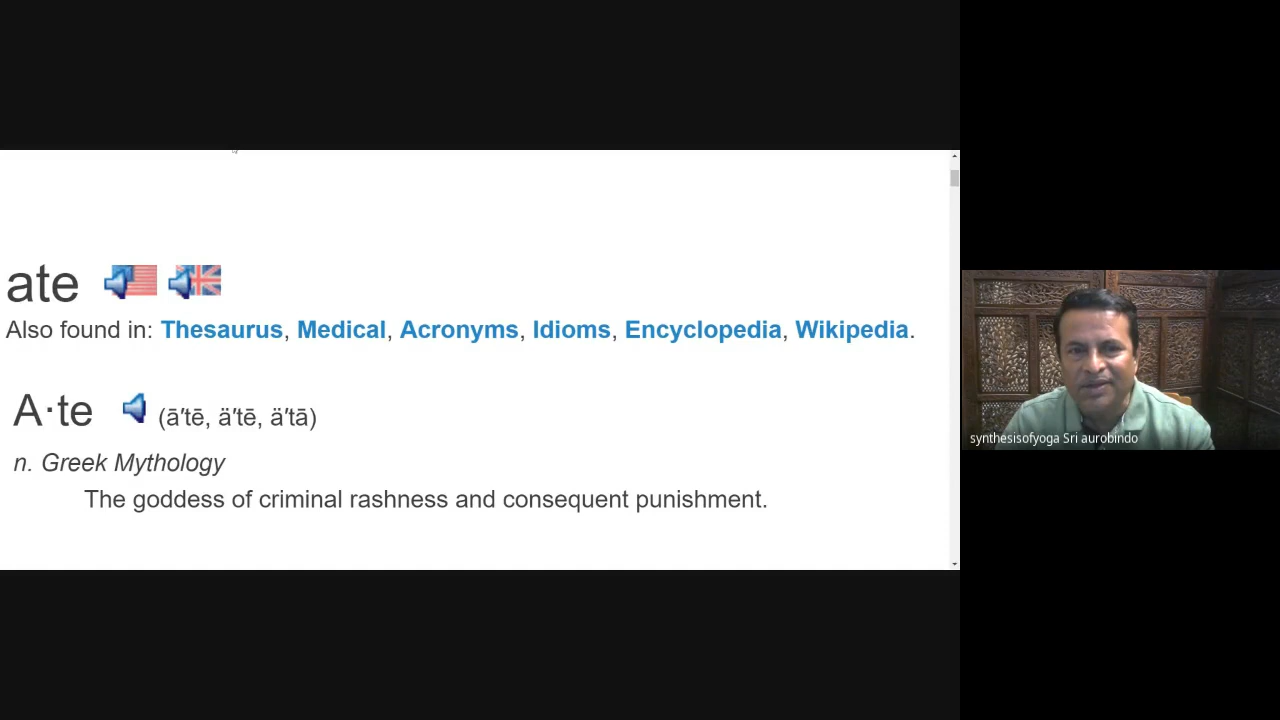 ate
Also found in: Thesaurus, Medical, Acronyms, Idioms, Encyclopedia, Wikipedia.
A·te (ā′tē, ä′tē, ä′tā)
n. Greek Mythology
The goddess of criminal rashness and consequent punishment.
synthesisofyoga Sri aurobindo